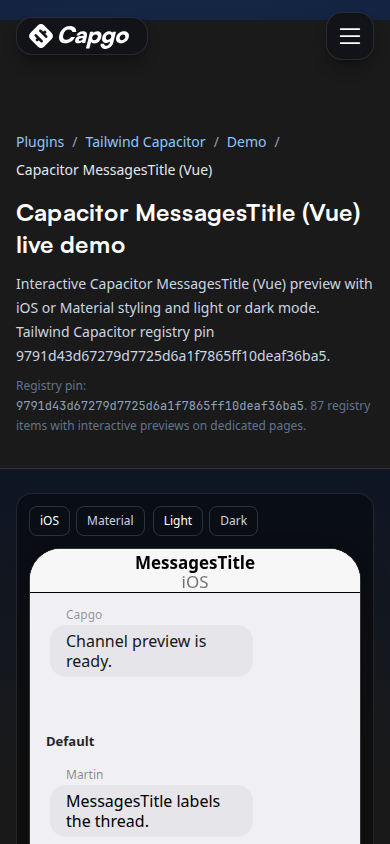 Capgo
Plugins / Tailwind Capacitor / Demo /
Capacitor MessagesTitle (Vue)
Capacitor MessagesTitle (Vue)
live demo
Interactive Capacitor MessagesTitle (Vue) preview with
iOS or Material styling and light or dark mode.
Tailwind Capacitor registry pin
9791d43d67279d7725d6a1f7865ff10deaf36ba5.
Registry pin:
9791d43d67279d7725d6a1f7865ff10deaf36ba5. 87 registry
items with interactive previews on dedicated pages.
iOS Material Light Dark
MessagesTitle
iOS
Capgo
Channel preview is
ready.
Default
Martin
MessagesTitle labels
the thread.